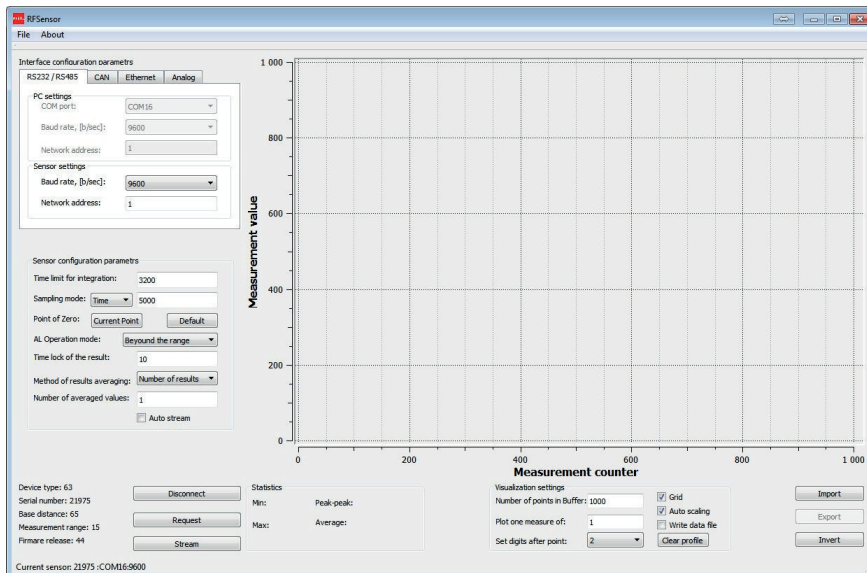 RFSensor
File About
Interface configuration parametrs
RS232 / RS485 CAN Ethernet Analog
PC settings
COM port: COM16
Baud rate, [b/sec]: 9600
Network address: 1
Sensor settings
Baud rate, [b/sec]: 9600
Network address: 1
Sensor configuration parametrs
Time limit for integration: 3200
Sampling mode: Time 5000
Point of Zero: Current Point Default
AL Operation mode: Beyound the range
Time lock of the result: 10
Method of results averaging: Number of results
Number of averaged values: 1
Auto stream
Measurement value
1 000
800
600
400
200
0
0 200 400 600 800 1 000
Measurement counter
Device type: 63
Serial number: 21975
Base distance: 65
Measurement range: 15
Firmare release: 44
Disconnect
Request
Stream
Statistics
Min: Peak-peak:
Max: Average:
Visualization settings
Number of points in Buffer: 1000
Plot one measure of: 1
Set digits after point: 2
Grid
Auto scaling
Write data file
Clear profile
Import
Export
Invert
Current sensor: 21975 :COM16:9600